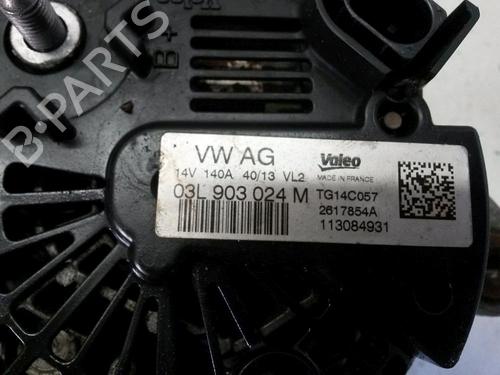 B+
B-PARTS
VW AG
Valeo
14V 140A 40/13 VL2
MADE IN FRANCE
03L 903 024 M
TG14C057
2617854A
113084931